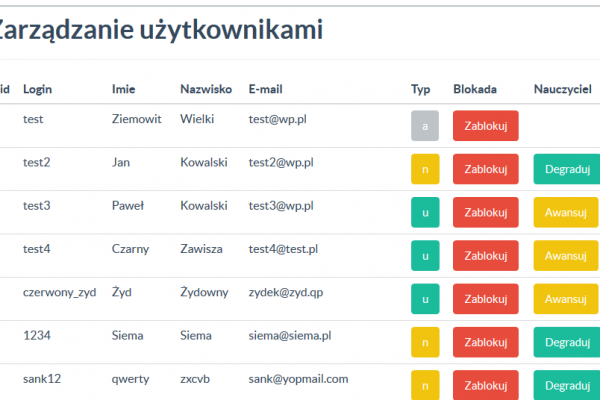 Zarządzanie użytkownikami
id Login Imie Nazwisko E-mail Typ Blokada Nauczyciel
test Ziemowit Wielki test@wp.pl a Zablokuj
test2 Jan Kowalski test2@wp.pl n Zablokuj Degraduj
test3 Paweł Kowalski test3@wp.pl u Zablokuj Awansuj
test4 Czarny Zawisza test4@test.pl u Zablokuj Awansuj
czerwony_zyd Żyd Żydowny zydek@zyd.qp u Zablokuj Awansuj
1234 Siema Siema siema@siema.pl n Zablokuj Degraduj
sank12 qwerty zxcvb sank@yopmail.com n Zablokuj Degraduj